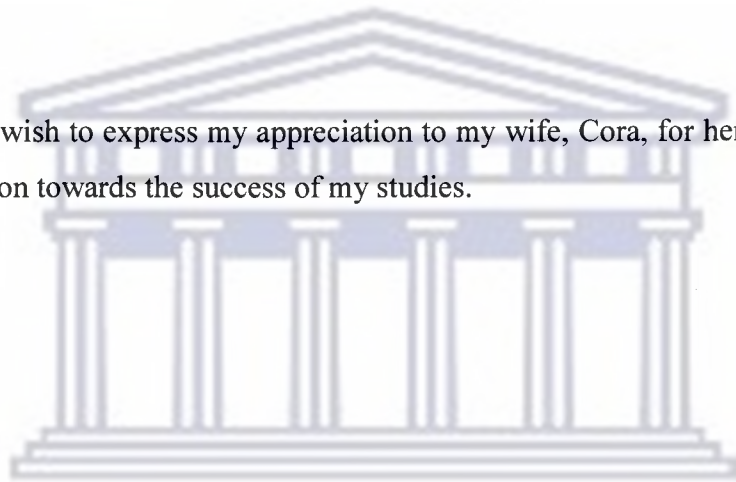 wish to express my appreciation to my wife, Cora, for her
on towards the success of my studies.